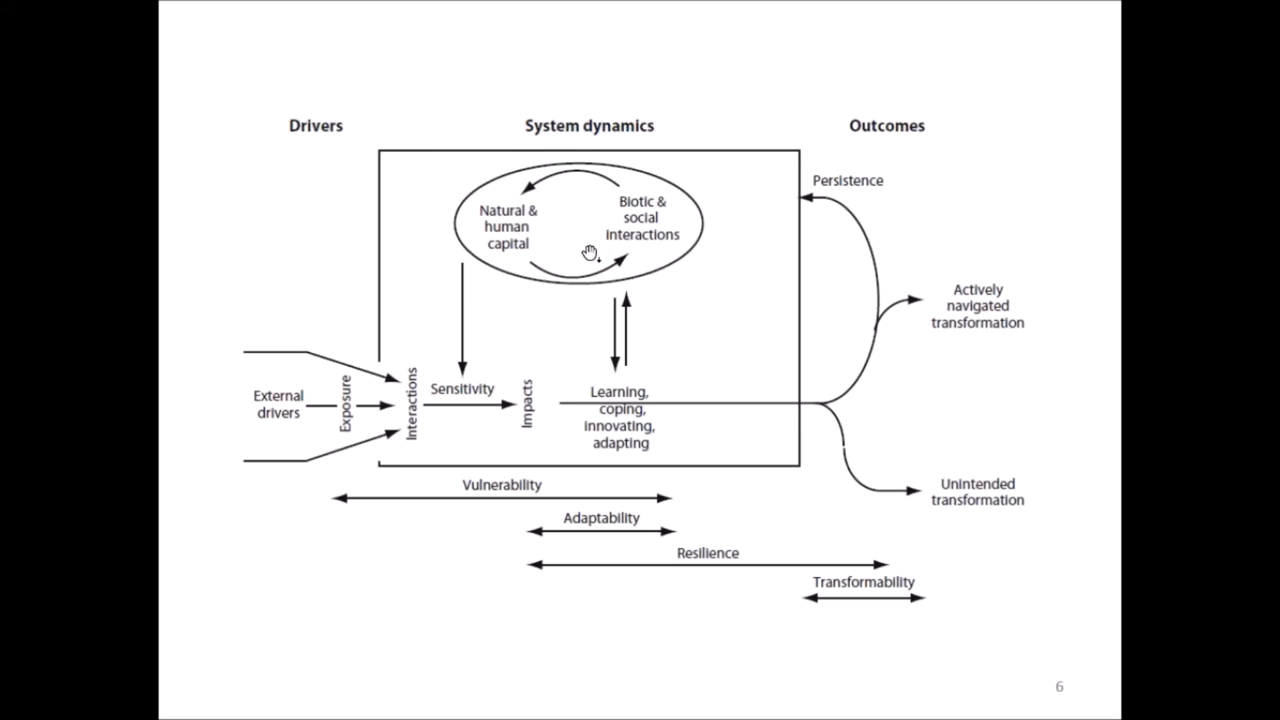 Drivers
System dynamics
Outcomes
Persistence
Natural &
human
capital
Biotic &
social
interactions
Actively
navigated
transformation
External
drivers
Exposure
Interactions
Sensitivity
Impacts
Learning,
coping,
innovating,
adapting
Unintended
transformation
Vulnerability
Adaptability
Resilience
Transformability
6